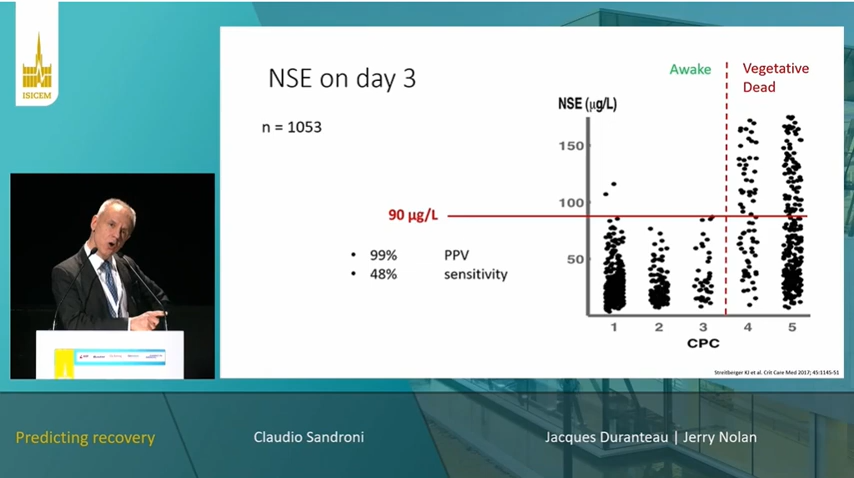 ISICEM
NSE on day 3
n = 1053
Awake
Vegetative
Dead
NSE (µg/L)
150
100
90 µg/L
50
• 99% PPV
• 48% sensitivity
1 2 3 4 5
CPC
Streitberger KJ et al. Crit Care Med 2017; 45:1145-51
Predicting recovery
Claudio Sandroni
Jacques Duranteau | Jerry Nolan